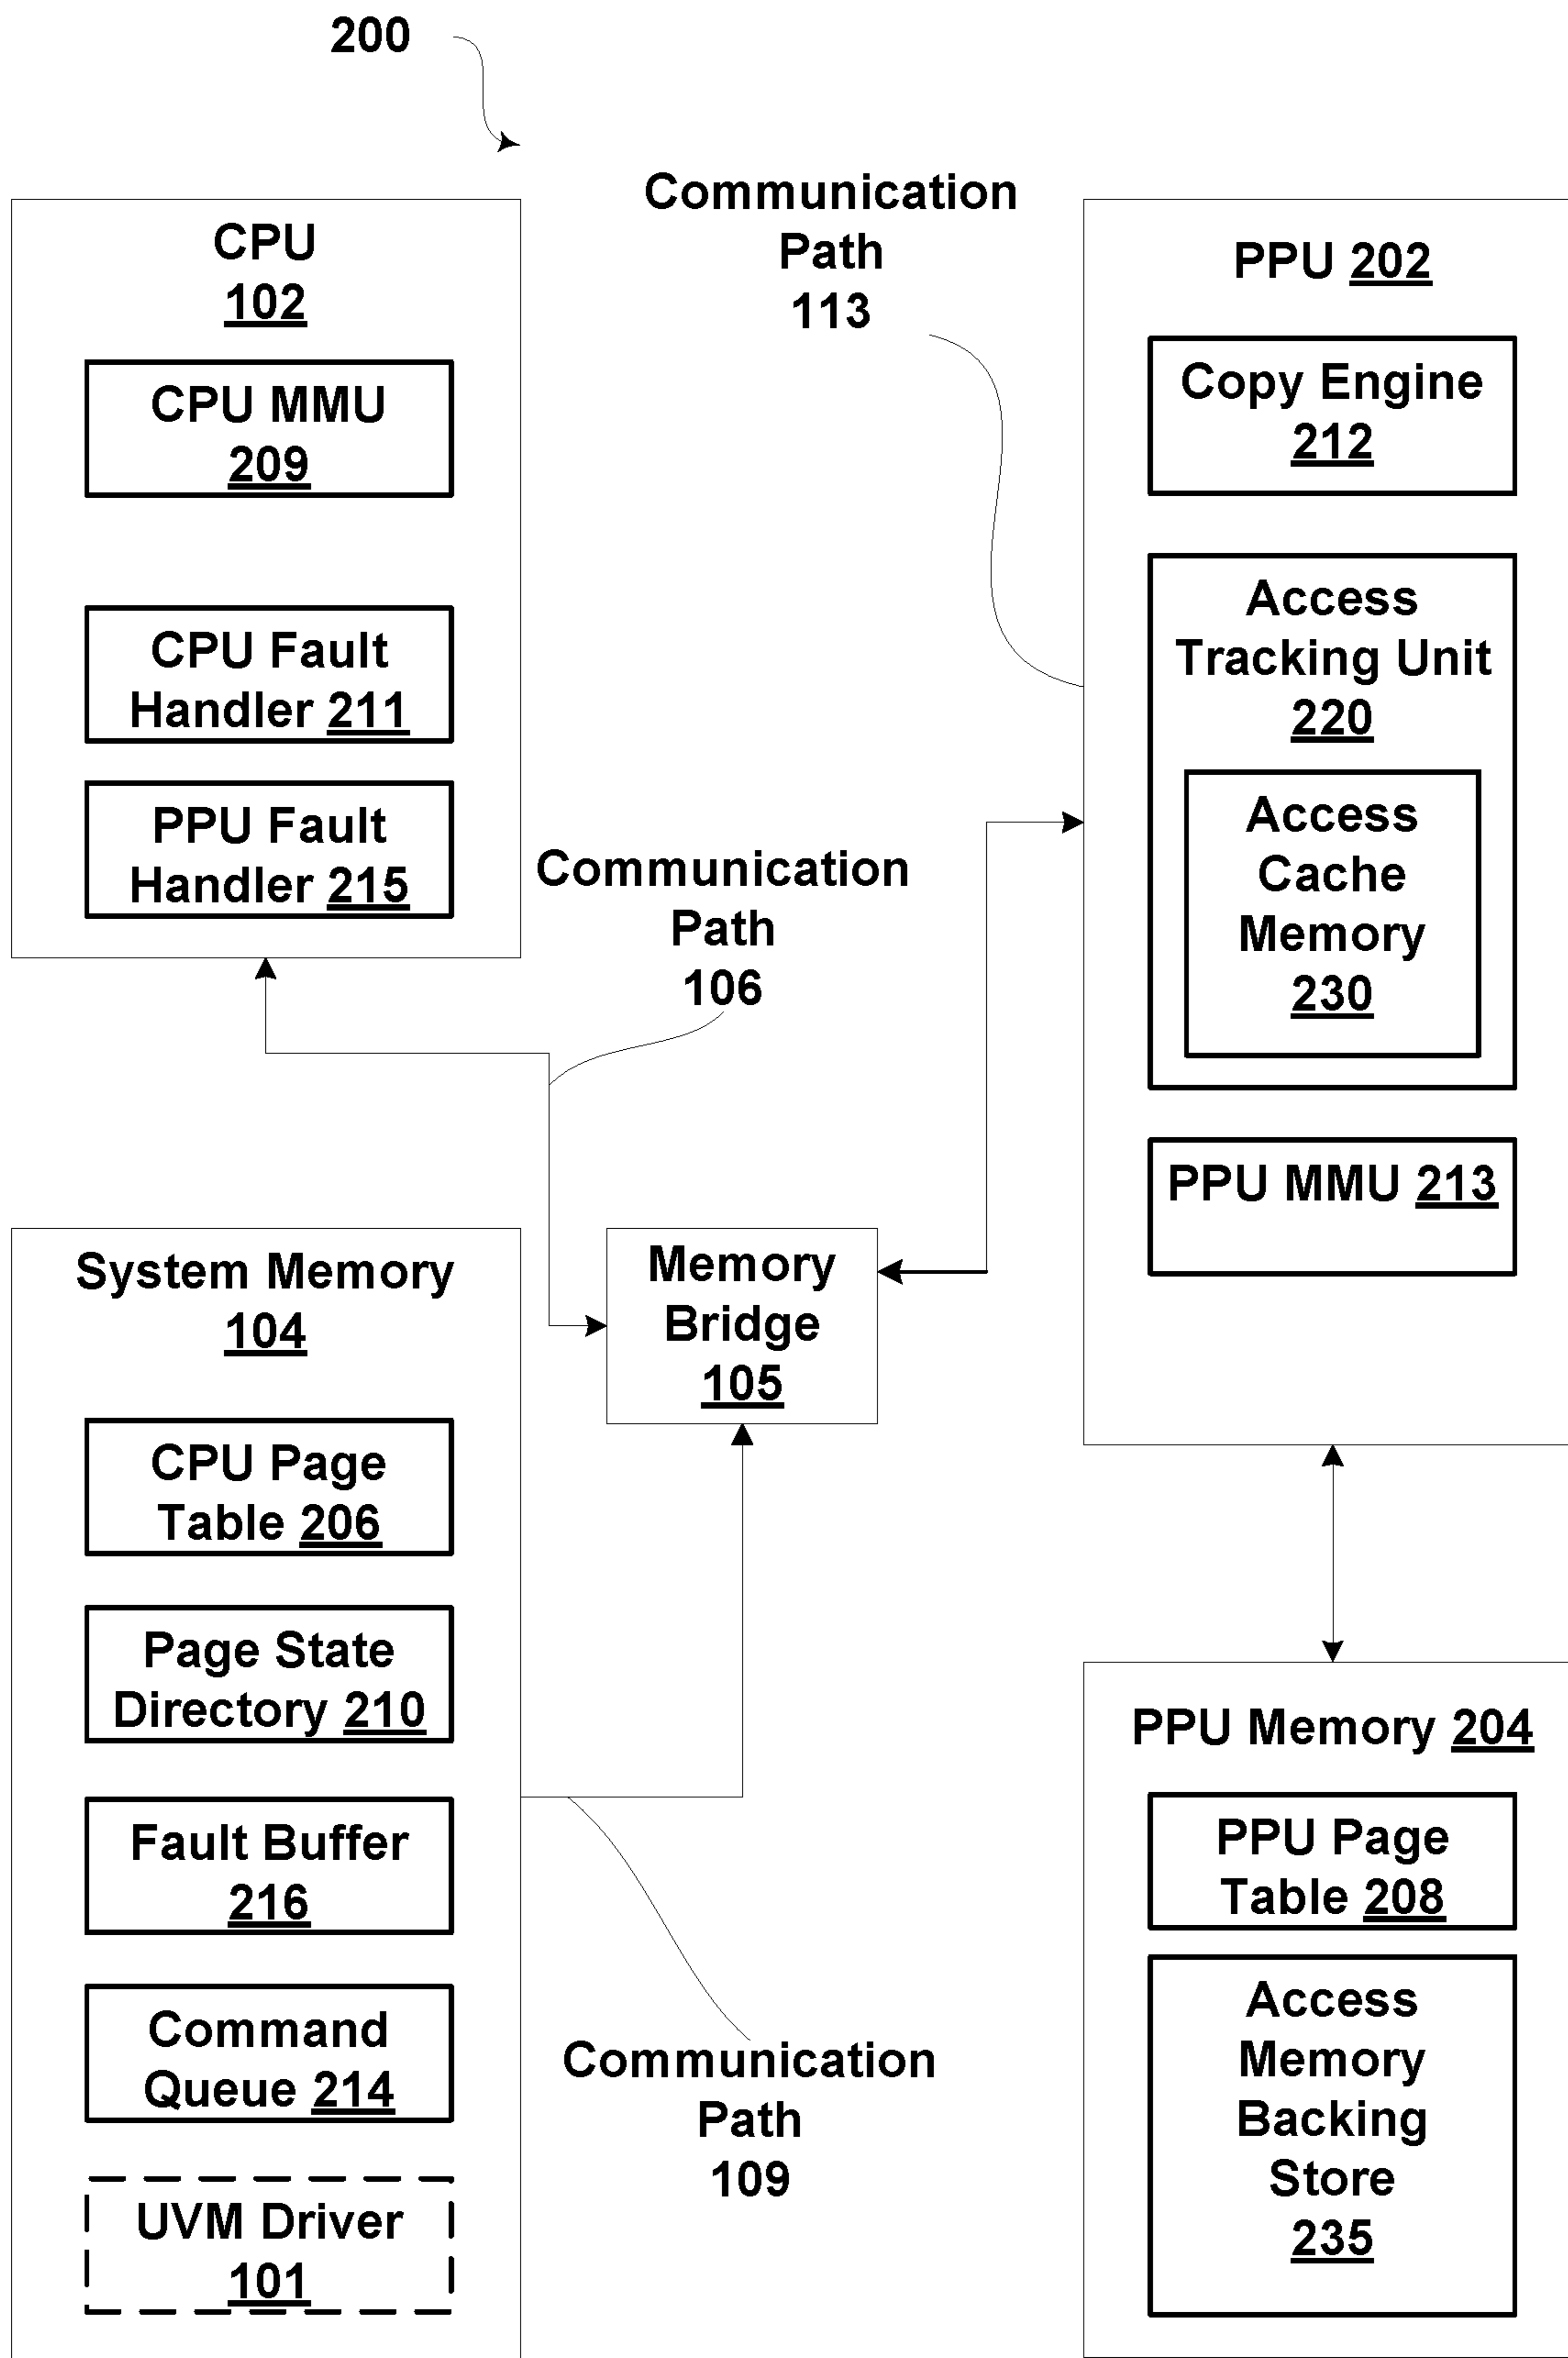 200
CPU
102
CPU MMU
209
CPU Fault
Handler 211
PPU Fault
Handler 215
Communication
Path
113
Communication
Path
106
PPU 202
Copy Engine
212
Access
Tracking Unit
220
Access
Cache
Memory
230
PPU MMU 213
System Memory
104
CPU Page
Table 206
Page State
Directory 210
Fault Buffer
216
Command
Queue 214
UVM Driver
101
Memory
Bridge
105
Communication
Path
109
PPU Memory 204
PPU Page
Table 208
Access
Memory
Backing
Store
235